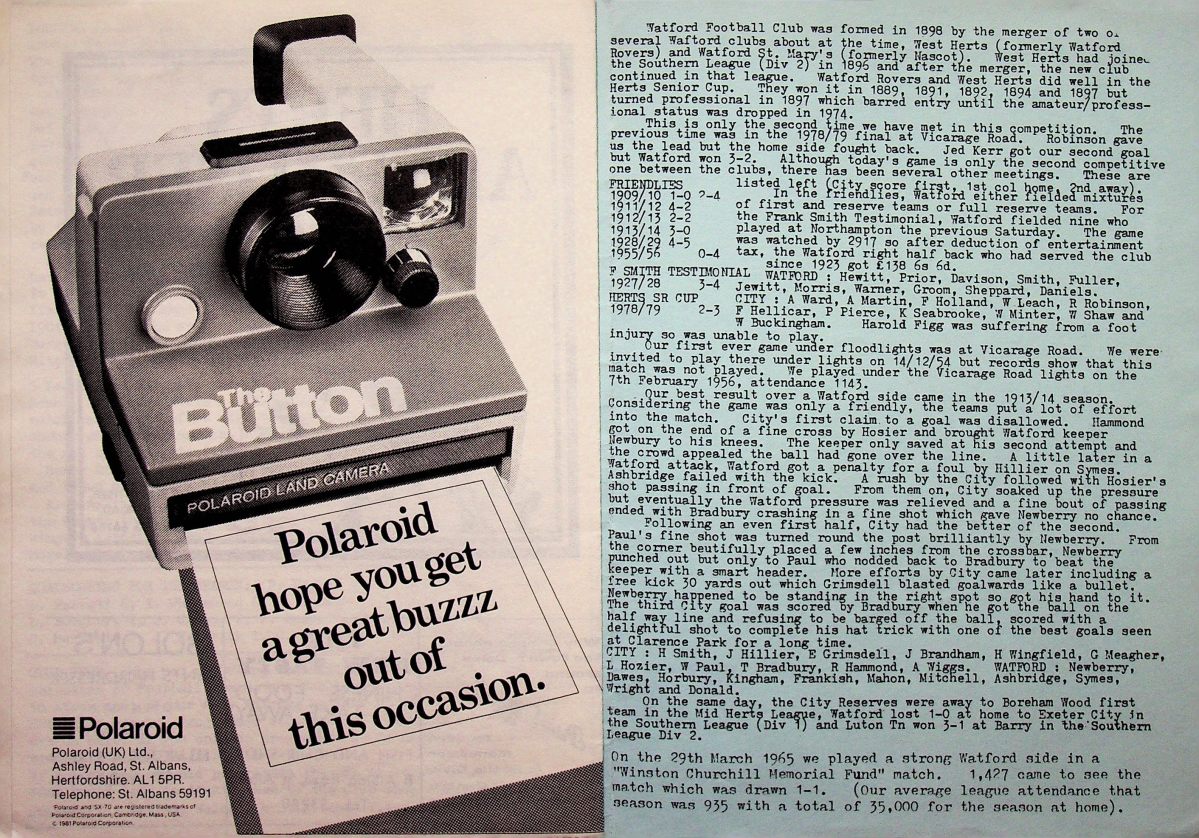 The
Button
POLAROID LAND CAMERA
Polaroid
hope you get
a great buzzz
out of
this occasion.
Polaroid
Polaroid (UK) Ltd.,
Ashley Road, St. Albans,
Hertfordshire. AL1 5PR.
Telephone: St. Albans 59191
'Polaroid' and 'SX-70' are registered trademarks of
Polaroid Corporation, Cambridge, Mass., USA.
© 1981 Polaroid Corporation.
Watford Football Club was formed in 1898 by the merger of two of
several Waftord clubs about at the time, West Herts (formerly Watford
Rovers) and Watford St. Mary's (formerly Nascot). West Herts had joined
the Southern League (Div 2) in 1896 and after the merger, the new club
continued in that league. Watford Rovers and West Herts did well in the
Herts Senior Cup. They won it in 1889, 1891, 1892, 1894 and 1897 but
turned professional in 1897 which barred entry until the amateur/profess-
ional status was dropped in 1974.
This is only the second time we have met in this competition. The
previous time was in the 1978/79 final at Vicarage Road. Robinson gave
us the lead but the home side fought back. Jed Kerr got our second goal
but Watford won 3-2. Although today's game is only the second competitive
one between the clubs, there has been several other meetings. These are
FRIENDLIES listed left (City score first, 1st col home, 2nd away).
1909/10 1-0 2-4 In the friendlies, Watford either fielded mixtures
1911/12 4-2 of first and reserve teams or full reserve teams. For
1912/13 2-2 the Frank Smith Testimonial, Watford fielded nine who
1913/14 3-0 played at Northampton the previous Saturday. The game
1928/29 4-5 was watched by 2917 so after deduction of entertainment
1955/56 0-4 tax, the Watford right half back who had served the club
since 1923 got £138 6s 6d.
F SMITH TESTIMONIAL WATFORD : Hewitt, Prior, Davison, Smith, Fuller,
1927/28 3-4 Jewitt, Morris, Warner, Groom, Sheppard, Daniels.
HERTS SR CUP CITY : A Ward, A Martin, F Holland, W Leach, R Robinson,
1978/79 2-3 F Hellicar, P Pierce, K Seabrooke, W Minter, W Shaw and
W Buckingham. Harold Figg was suffering from a foot
injury so was unable to play.
Our first ever game under floodlights was at Vicarage Road. We were
invited to play there under lights on 14/12/54 but records show that this
match was not played. We played under the Vicarage Road lights on the
7th February 1956, attendance 1143.
Our best result over a Watford side came in the 1913/14 season.
Considering the game was only a friendly, the teams put a lot of effort
into the match. City's first claim to a goal was disallowed. Hammond
got on the end of a fine cross by Hosier and brought Watford keeper
Newbury to his knees. The keeper only saved at his second attempt and
the crowd appealed the ball had gone over the line. A little later in a
Watford attack, Watford got a penalty for a foul by Hillier on Symes.
Ashbridge failed with the kick. A rush by the City followed with Hosier's
shot passing in front of goal. From them on, City soaked up the pressure
but eventually the Watford pressure was relieved and a fine bout of passing
ended with Bradbury crashing in a fine shot which gave Newberry no chance.
Following an even first half, City had the better of the second.
Paul's fine shot was turned round the post brilliantly by Newberry. From
the corner beutifully placed a few inches from the crossbar, Newberry
punched out but only to Paul who nodded back to Bradbury to beat the
keeper with a smart header. More efforts by City came later including a
free kick 30 yards out which Grimsdell blasted goalwards like a bullet.
Newberry happened to be standing in the right spot so got his hand to it.
The third City goal was scored by Bradbury when he got the ball on the
half way line and refusing to be barged off the ball, scored with a
delightful shot to complete his hat trick with one of the best goals seen
at Clarence Park for a long time.
CITY : H Smith, J Hillier, E Grimsdell, J Brandham, H Wingfield, G Meagher,
L Hozier, W Paul, T Bradbury, R Hammond, A Wiggs. WATFORD : Newberry,
Dawes, Horbury, Kingham, Frankish, Mahon, Mitchell, Ashbridge, Symes,
Wright and Donald.
On the same day, the City Reserves were away to Boreham Wood first
team in the Mid Herts League, Watford lost 1-0 at home to Exeter City in
the Southern League (Div 1) and Luton Tn won 3-1 at Barry in the Southern
League Div 2.
On the 29th March 1965 we played a strong Watford side in a
"Winston Churchill Memorial Fund" match. 1,427 came to see the
match which was drawn 1-1. (Our average league attendance that
season was 935 with a total of 35,000 for the season at home).